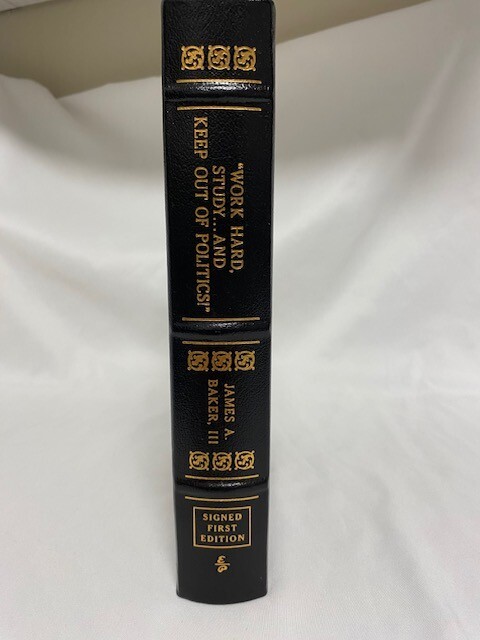 "WORK HARD,
STUDY...AND
KEEP OUT OF POLITICS!"
JAMES A.
BAKER, III
SIGNED
FIRST
EDITION